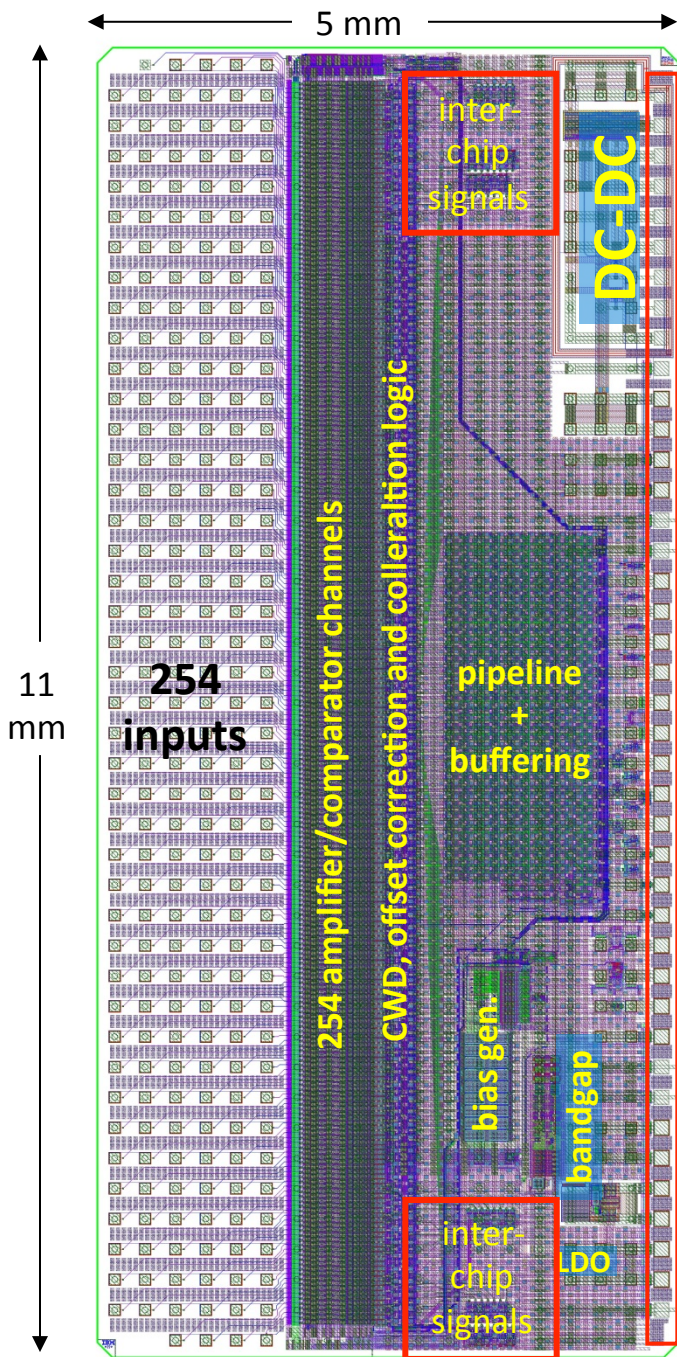 5 mm
inter-
chip
signals
DC-DC
254 amplifier/comparator channels
CWD, offset correction and colleraltion logic
11
mm
254
inputs
pipeline
+
buffering
bias gen.
bandgap
inter-
chip
signals
LDO
IBM